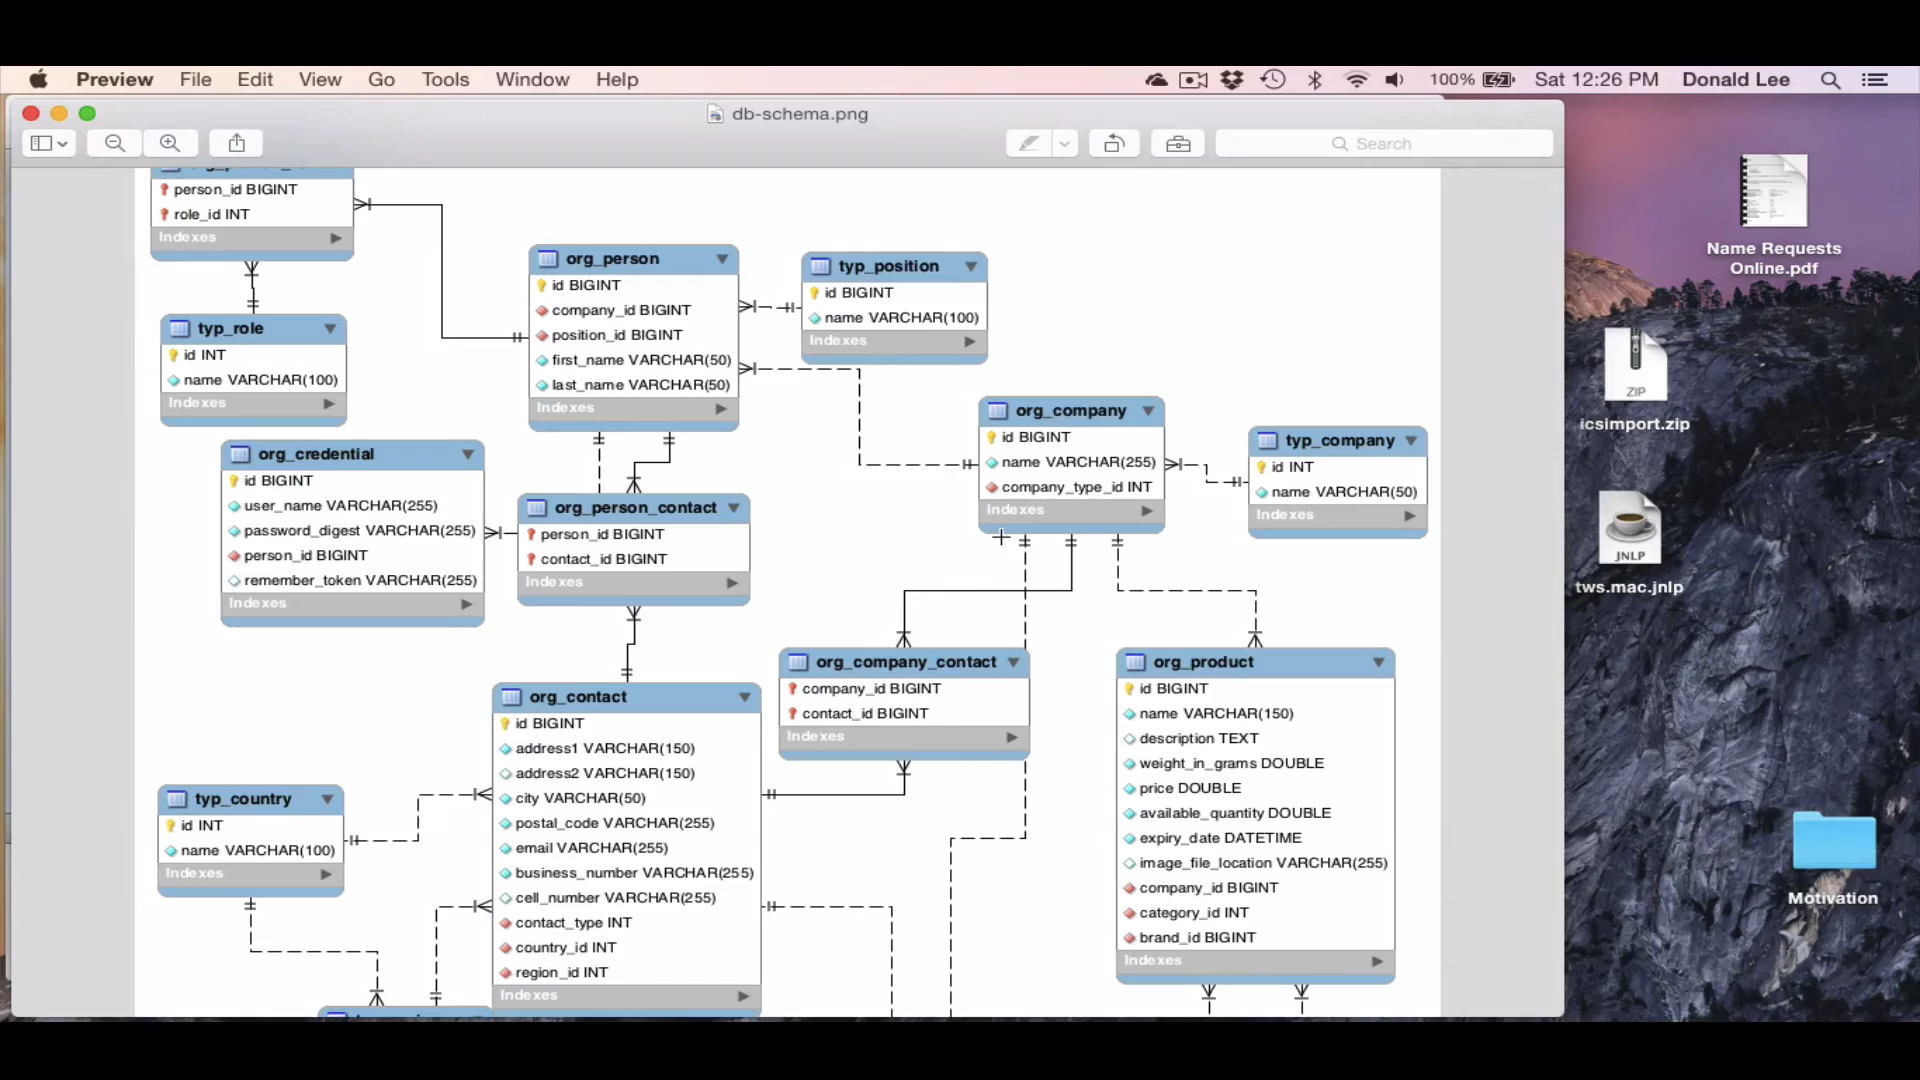 Preview File Edit View Go Tools Window Help 100% Sat 12:26 PM Donald Lee
db-schema.png
Search
person_id BIGINT
role_id INT
Indexes
typ_role
id INT
name VARCHAR(100)
Indexes
org_person
id BIGINT
company_id BIGINT
position_id BIGINT
first_name VARCHAR(50)
last_name VARCHAR(50)
Indexes
typ_position
id BIGINT
name VARCHAR(100)
Indexes
org_company
id BIGINT
name VARCHAR(255)
company_type_id INT
Indexes
typ_company
id INT
name VARCHAR(50)
Indexes
org_credential
id BIGINT
user_name VARCHAR(255)
password_digest VARCHAR(255)
person_id BIGINT
remember_token VARCHAR(255)
Indexes
org_person_contact
person_id BIGINT
contact_id BIGINT
Indexes
org_company_contact
company_id BIGINT
contact_id BIGINT
Indexes
org_product
id BIGINT
name VARCHAR(150)
description TEXT
weight_in_grams DOUBLE
price DOUBLE
available_quantity DOUBLE
expiry_date DATETIME
image_file_location VARCHAR(255)
company_id BIGINT
category_id INT
brand_id BIGINT
Indexes
org_contact
id BIGINT
address1 VARCHAR(150)
address2 VARCHAR(150)
city VARCHAR(50)
postal_code VARCHAR(255)
email VARCHAR(255)
business_number VARCHAR(255)
cell_number VARCHAR(255)
contact_type INT
country_id INT
region_id INT
Indexes
typ_country
id INT
name VARCHAR(100)
Indexes
Name Requests
Online.pdf
ZIP
icsimport.zip
JNLP
tws.mac.jnlp
Motivation